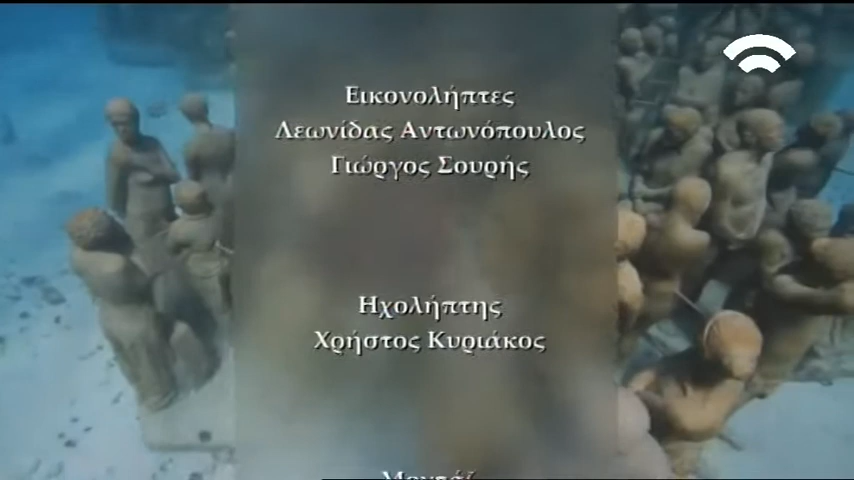 Εικονολήπτες
Λεωνίδας Αντωνόπουλος
Γιώργος Σουρής
Ηχολήπτης
Χρήστος Κυριάκος